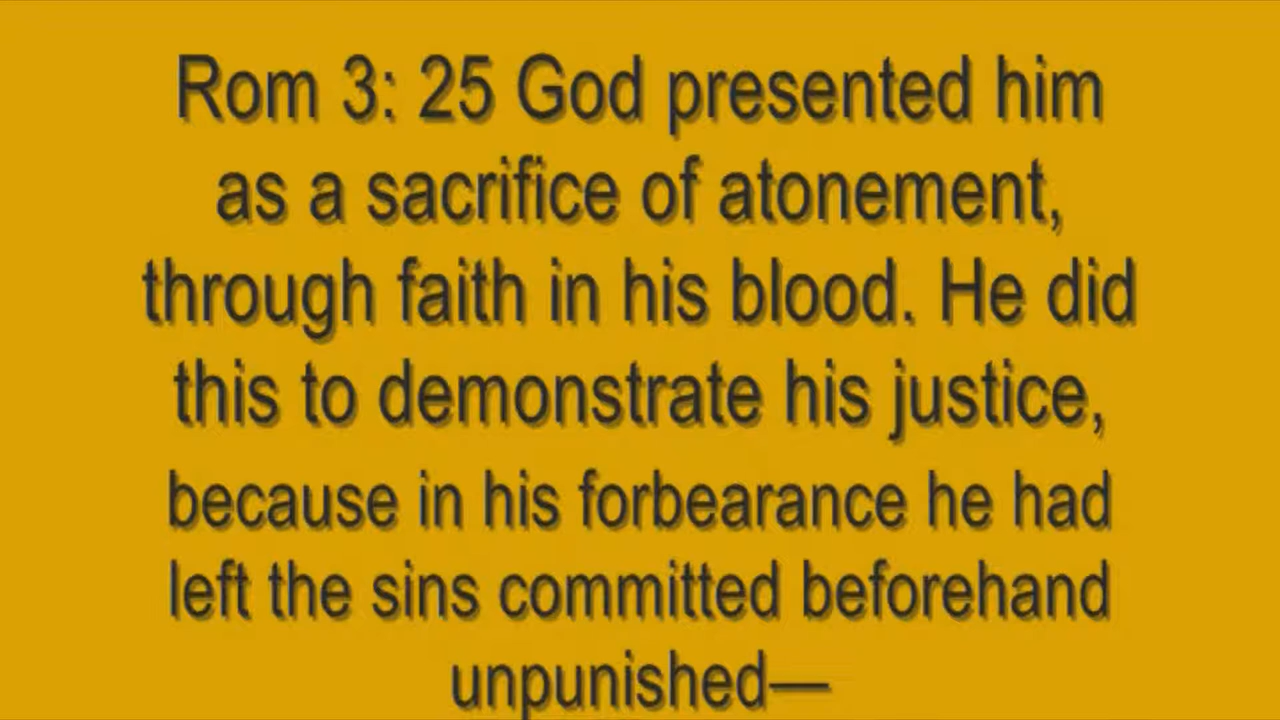 Rom 3: 25 God presented him
as a sacrifice of atonement,
through faith in his blood. He did
this to demonstrate his justice,
because in his forbearance he had
left the sins committed beforehand
unpunished—